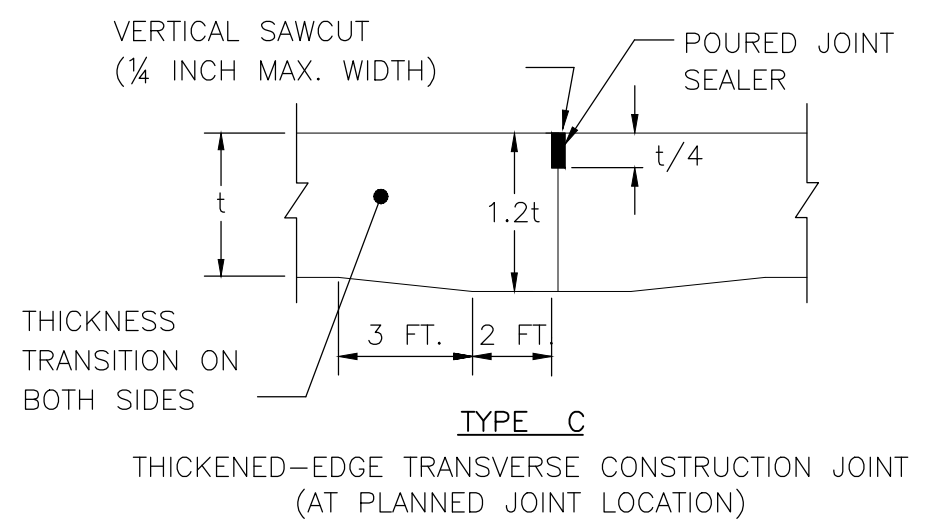 VERTICAL SAWCUT
(¼ INCH MAX. WIDTH)
POURED JOINT
SEALER
t/4
t
1.2t
THICKNESS
TRANSITION ON
BOTH SIDES
3 FT.
2 FT.
TYPE C
THICKENED-EDGE TRANSVERSE CONSTRUCTION JOINT
(AT PLANNED JOINT LOCATION)